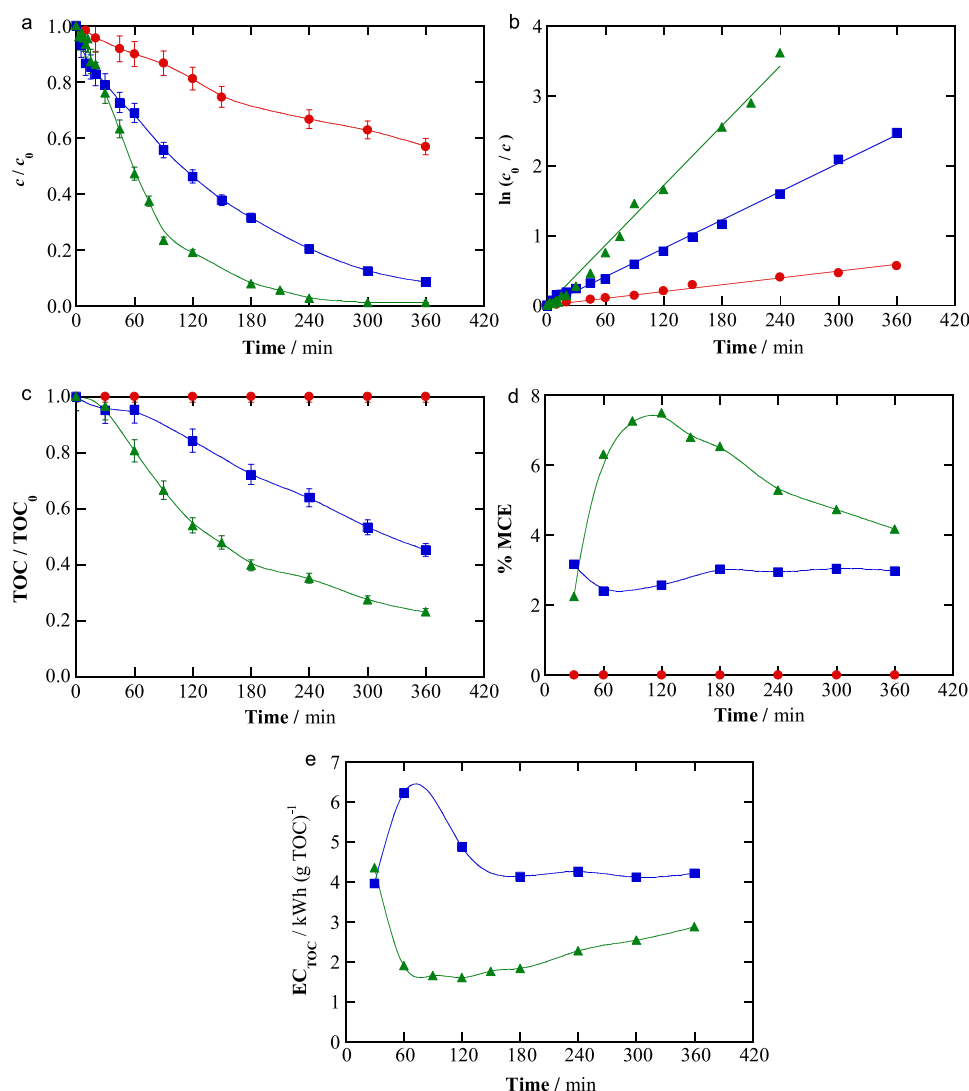 a
1.0
0.8
0.6
0.4
0.2
0.0
c / c0
0 60 120 180 240 300 360 420
Time / min
b
5
4
3
2
1
0
ln (c0 / c)
0 60 120 180 240 300 360 420
Time / min
c
1.0
0.8
0.6
0.4
0.2
0.0
TOC / TOC0
0 60 120 180 240 300 360 420
Time / min
d
8
6
4
2
0
% MCE
0 60 120 180 240 300 360 420
Time / min
e
7
6
5
4
3
2
1
0
ECTOC / kWh (g TOC)-1
0 60 120 180 240 300 360 420
Time / min